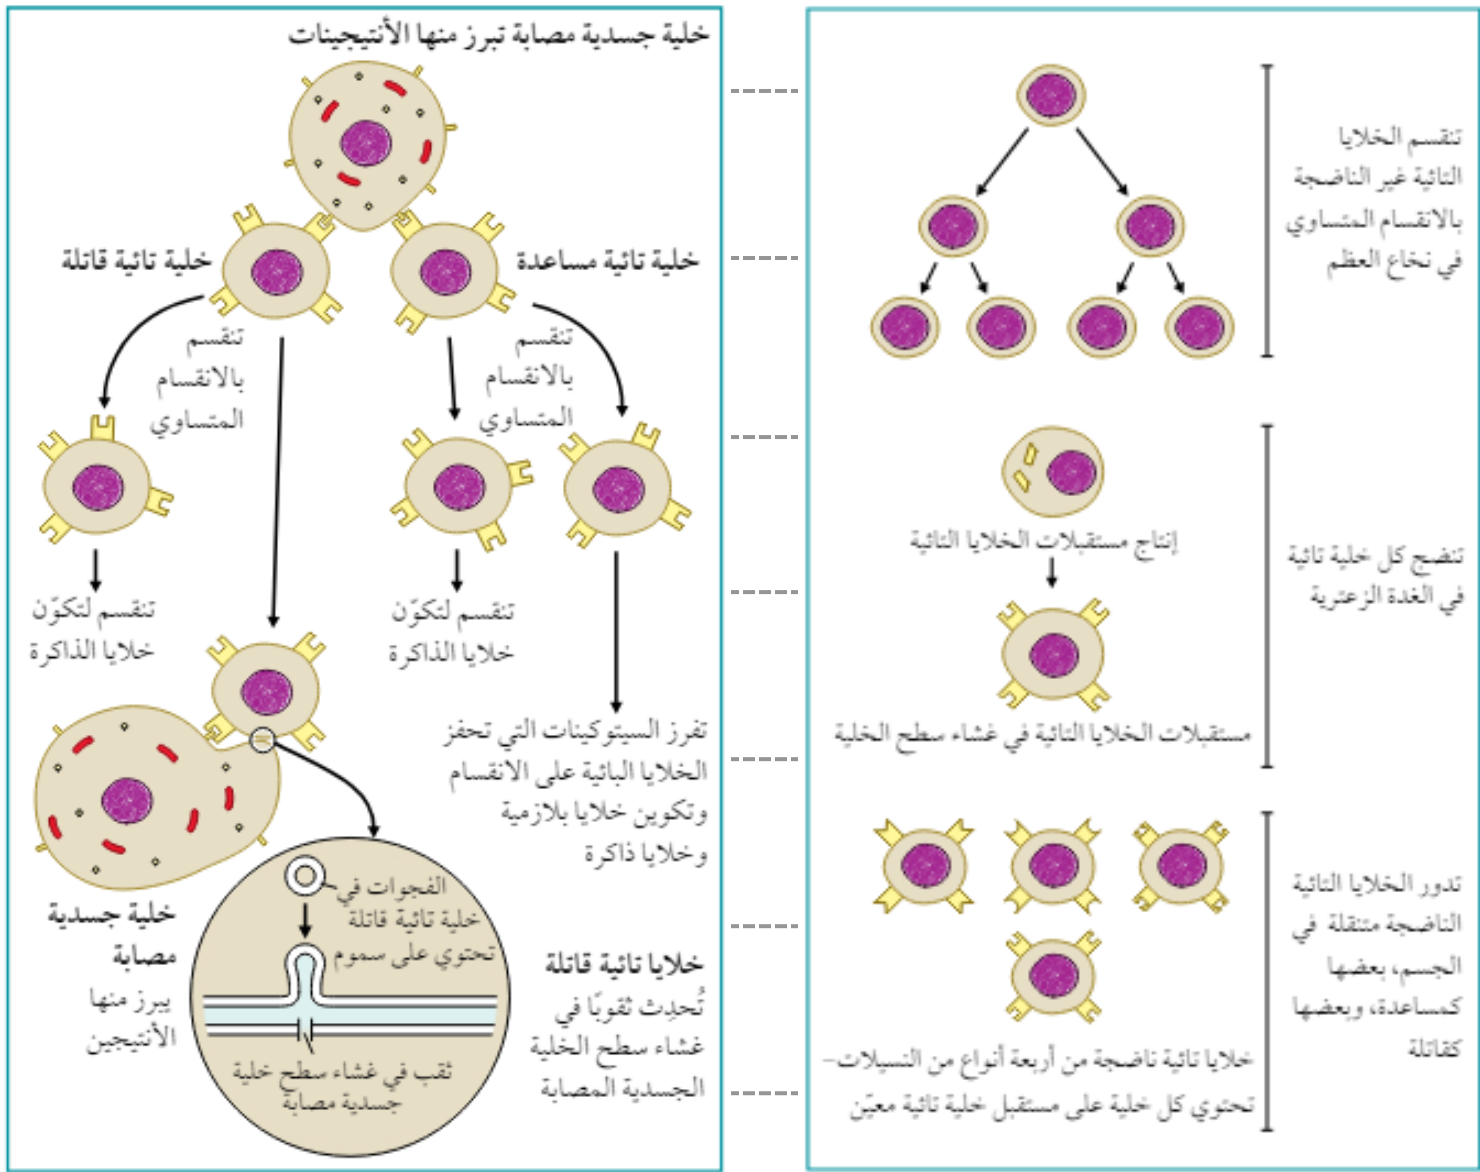 تنقسم الخلايا
التائية غير الناضجة
بالانقسام المتساوي
في نخاع العظم
إنتاج مستقبلات الخلايا التائية
مستقبلات الخلايا التائية في غشاء سطح الخلية
تنضج كل خلية تائية
في الغدة الزعترية
تدور الخلايا التائية
الناضجة متنقلة في
الجسم، بعضها
كمساعدة، وبعضها
كقاتلة
خلايا تائية ناضجة من أربعة أنواع من النسيلات–
تحتوي كل خلية على مستقبل خلية تائية معيّن
خلية جسدية مصابة تبرز منها الأنتيجينات
خلية تائية مساعدة
خلية تائية قاتلة
تنقسم
بالانقسام
المتساوي
تنقسم
بالانقسام
المتساوي
تنقسم لتكوّن
خلايا الذاكرة
تنقسم لتكوّن
خلايا الذاكرة
تفرز السيتوكينات التي تحفز
الخلايا البائية على الانقسام
وتكوين خلايا بلازمية
وخلايا ذاكرة
خلايا تائية قاتلة
تُحدِث ثقوبًا في
غشاء سطح الخلية
الجسدية المصابة
الفجوات في
خلية تائية قاتلة
تحتوي على سموم
ثقب في غشاء سطح خلية
جسدية مصابة
خلية جسدية
مصابة
يبرز منها
الأنتيجين